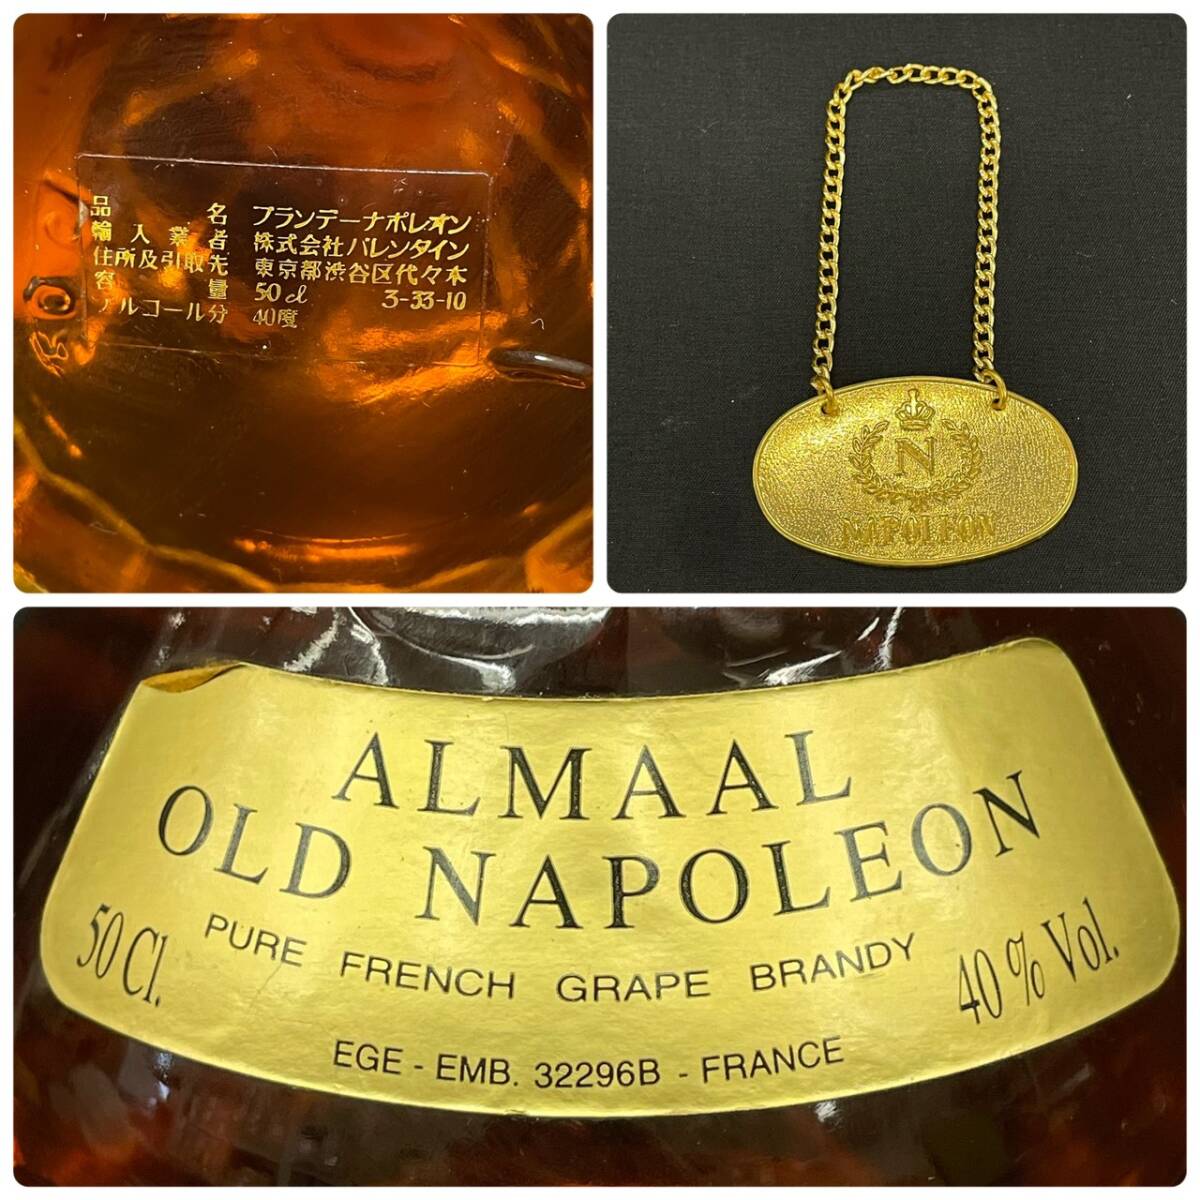 品名 ブランデーナポレオン
輸入業者 株式会社バレンタイン
住所及引取先 東京都渋谷区代々木
3-33-10
容量 50cl
アルコール分 40度
N
NAPOLEON
ALMAAL
OLD NAPOLEON
PURE FRENCH GRAPE BRANDY
50 Cl.
40 % Vol.
EGE - EMB. 32296B - FRANCE